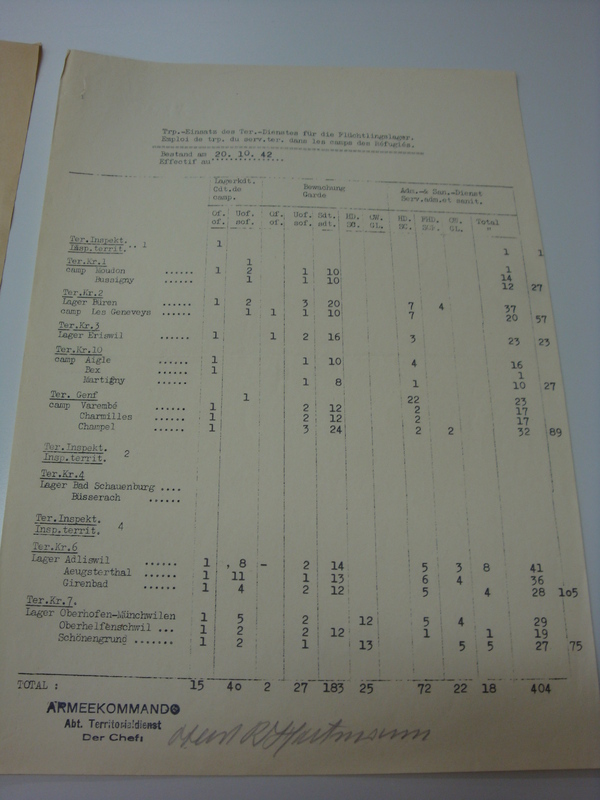 Trp.-Einsatz des Ter.-Dienstes für die Flüchtlingslager.
Emploi de trp. du serv.ter. dans les camps des Réfugiés.
Bestand am 20. 10. 42
Effectif au
Lagerkdt. Bewachung Adm.-& San.-Dienst
Cdt.de Garde Serv.adm.et sanit.
camp.
Of. Uof. Of. Uof. Sdt. HD. HD. FHD. Total
of. sof. of. sof. sdt. GL. SC. GL.
Ter.Inspekt. 1 1 1 1
Insp.territ.
Ter.Kr.1 1 1
camp Moudon ...... 1 2 1 10 14
Bussigny ...... 1 1 10 12 27
Ter.Kr.2
Lager Büren ...... 1 2 3 20 7 4 37
camp Les Geneveys ... 1 1 1 10 7 20 57
Ter.Kr.3
Lager Eriswil ...... 1 1 2 16 3 23 23
Ter.Kr.10
camp Aigle ...... 1 1 10 4 16
Bex ...... 1 1
Martigny ...... 1 8 1 10 27
Ter. Genf 1 22 23
camp Varembé ...... 1 2 12 2 17
Charmilles ...... 1 2 12 2 17
Champel ...... 1 3 24 2 2 32 89
Ter.Inspekt. 2
Insp.territ.
Ter.Kr.4
Lager Bad Schauenburg ....
Büsserach ......
Ter.Inspekt. 4
Insp.territ.
Ter.Kr.6
Lager Adliswil ...... 1 8 - 2 14 5 3 8 41
Aeugsterthal ...... 1 11 1 13 6 4 36
Girenbad ...... 1 4 2 12 5 4 28 105
Ter.Kr.7.
Lager Oberhofen-Münchwilen 1 5 2 12 5 4 29
Oberhelfenschwil ... 1 2 2 12 1 1 19
Schönengrund ....... 1 2 1 13 5 5 27 75
TOTAL : 15 40 2 27 183 25 72 22 18 404
ARMEEKOMMANDO
Abt. Territorialdienst
Der Chef: